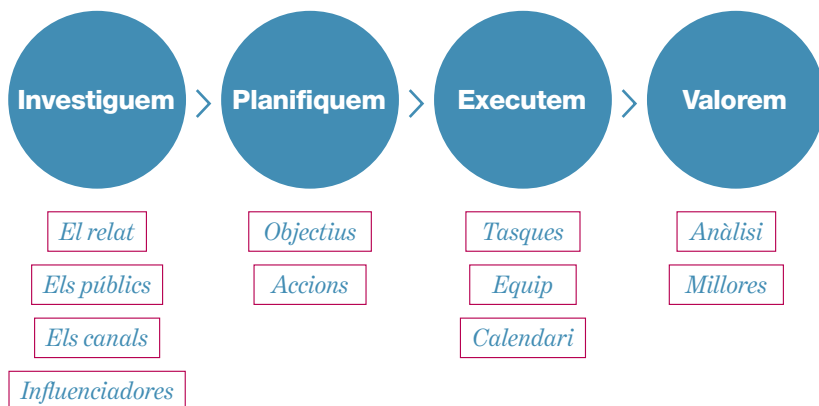 Investiguem
Planifiquem
Executem
Valorem
El relat
Els públics
Els canals
Influenciadores
Objectius
Accions
Tasques
Equip
Calendari
Anàlisi
Millores